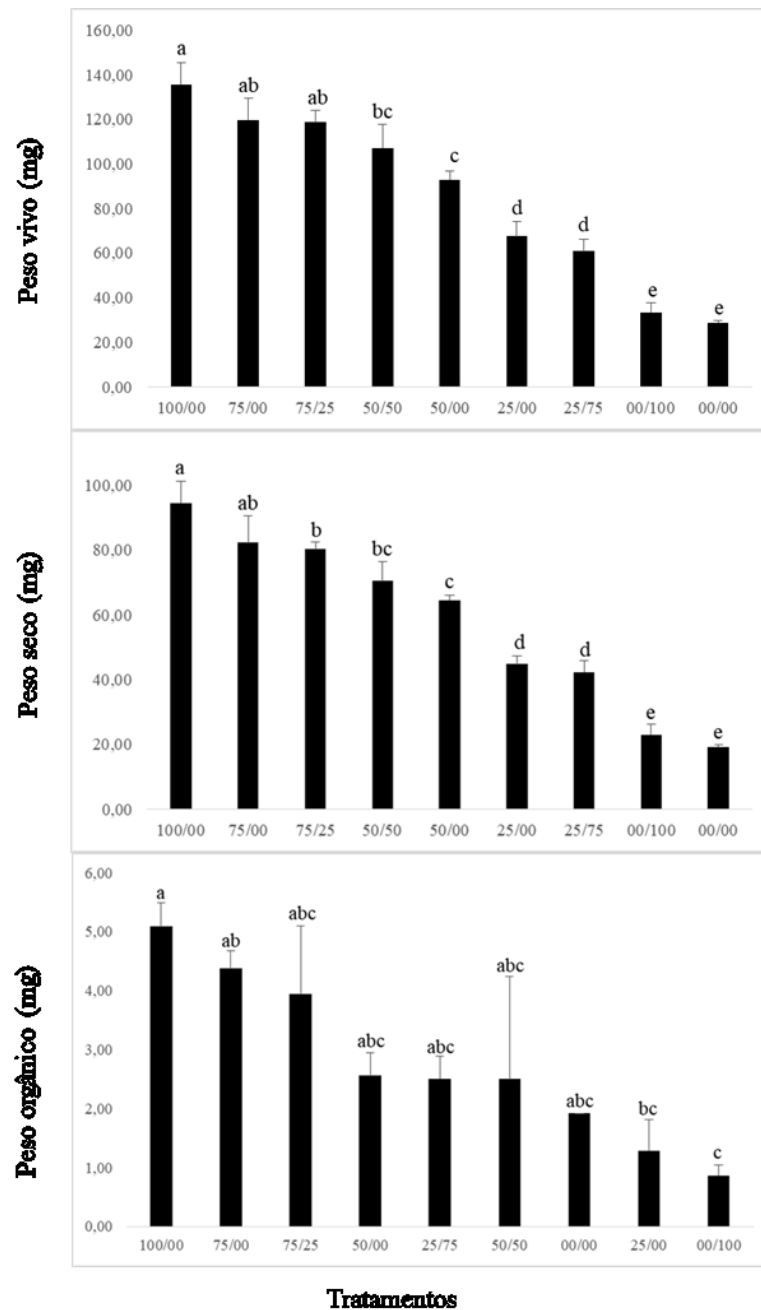 Peso vivo (mg)
160,00
140,00
120,00
100,00
80,00
60,00
40,00
20,00
0,00
a
ab
ab
bc
c
d
d
e
e
100/00 75/00 75/25 50/50 50/00 25/00 25/75 00/100 00/00
Peso seco (mg)
100,00
80,00
60,00
40,00
20,00
0,00
a
ab
b
bc
c
d
d
e
e
100/00 75/00 75/25 50/50 50/00 25/00 25/75 00/100 00/00
Peso orgânico (mg)
6,00
5,00
4,00
3,00
2,00
1,00
0,00
a
ab
abc
abc
abc
abc
abc
bc
c
100/00 75/00 75/25 50/00 25/75 50/50 00/00 25/00 00/100
Tratamentos